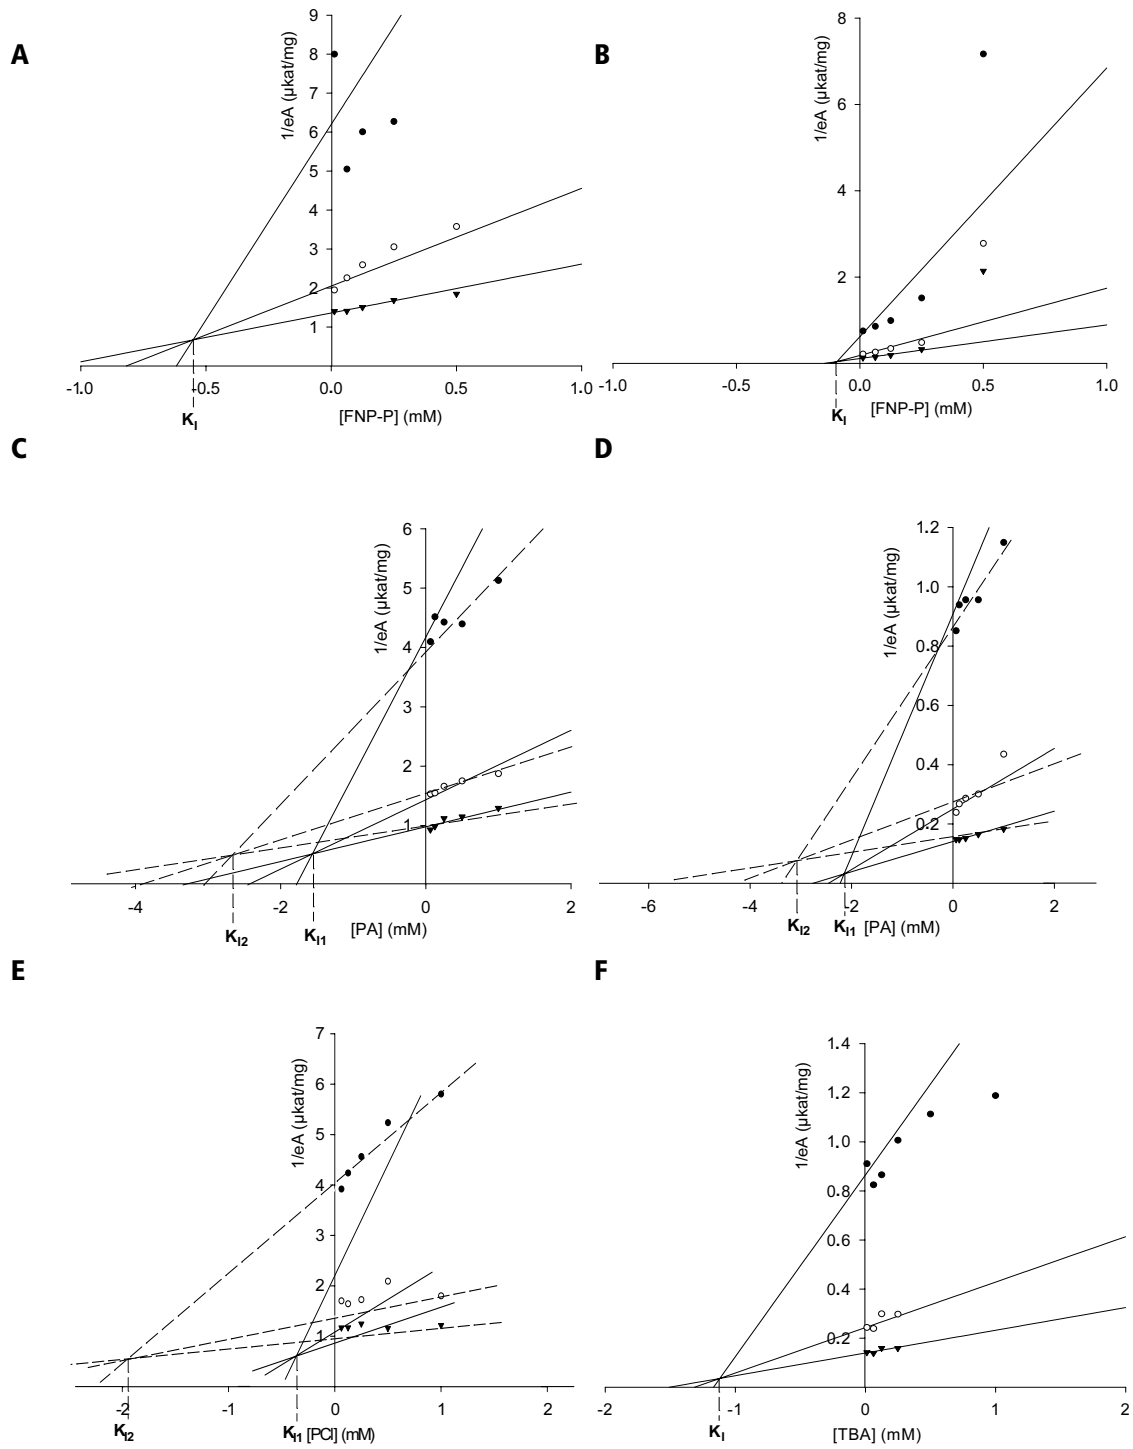 A
B
1/eA (µkat/mg)
9
8
7
6
5
4
3
2
1
-1.0
-0.5
0.0
0.5
1.0
K_I
[FNP-P] (mM)
1/eA (µkat/mg)
8
6
4
2
-1.0
-0.5
0.0
0.5
1.0
K_I
[FNP-P] (mM)
C
D
1/eA (µkat/mg)
6
5
4
3
2
1
-4
-2
0
2
K_I2
K_I1
[PA] (mM)
1/eA (µkat/mg)
1.2
1.0
0.8
0.6
0.4
0.2
-6
-4
-2
0
2
K_I2
K_I1 [PA] (mM)
E
F
1/eA (µkat/mg)
7
6
5
4
3
2
1
-2
-1
0
1
2
K_I2
K_I1 [PCI] (mM)
1/eA (µkat/mg)
1.4
1.2
1.0
0.8
0.6
0.4
0.2
-2
-1
0
1
2
K_I
[TBA] (mM)